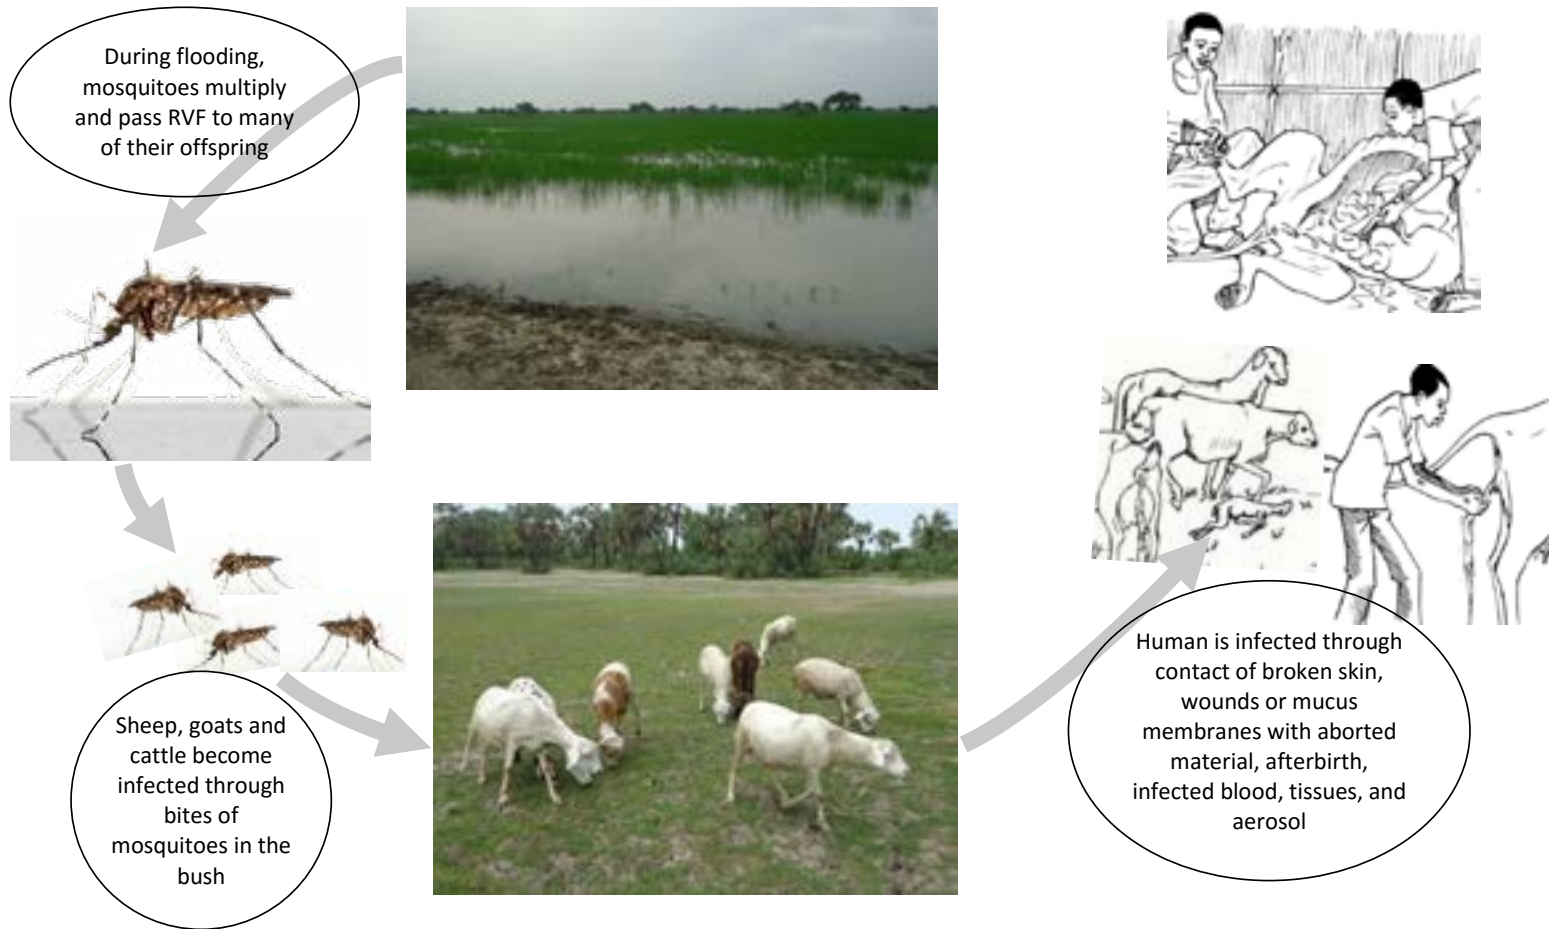 During flooding,
mosquitoes multiply
and pass RVF to many
of their offspring
Sheep, goats and
cattle become
infected through
bites of
mosquitoes in the
bush
Human is infected through
contact of broken skin,
wounds or mucus
membranes with aborted
material, afterbirth,
infected blood, tissues, and
aerosol